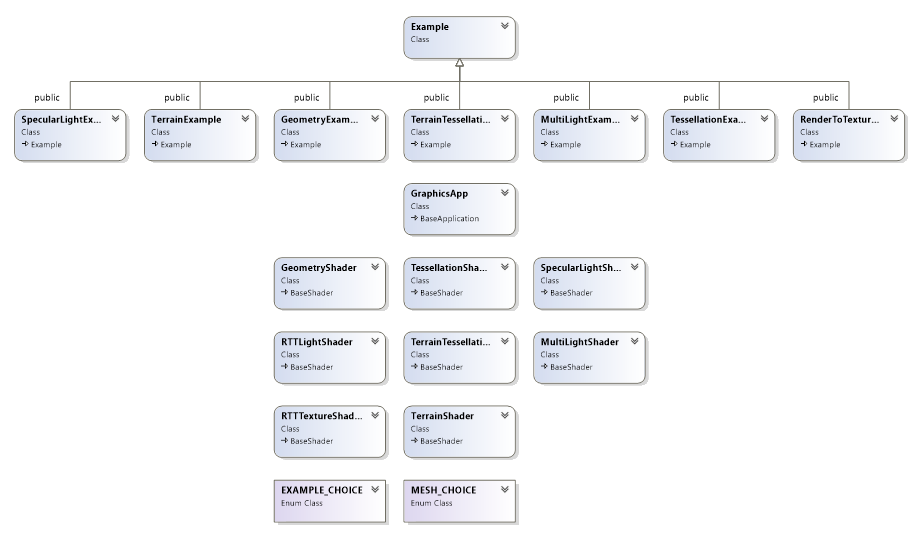 Example
Class
public public public public public public public
SpecularLightEx... TerrainExample GeometryExam... TerrainTessellati... MultiLightExam... TessellationExa... RenderToTextur...
Class Class Class Class Class Class Class
Example Example Example Example Example Example Example
GraphicsApp
Class
BaseApplication
GeometryShader TessellationSha... SpecularLightSh...
Class Class Class
BaseShader BaseShader BaseShader
RTTLightShader TerrainTessellati... MultiLightShader
Class Class Class
BaseShader BaseShader BaseShader
RTTTextureShad... TerrainShader
Class Class
BaseShader BaseShader
EXAMPLE_CHOICE MESH_CHOICE
Enum Class Enum Class